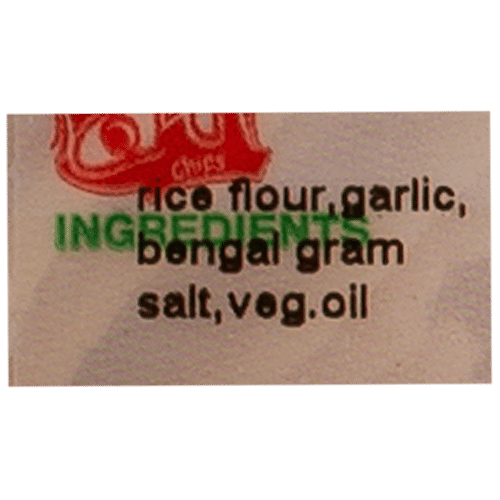 Chips
rice flour,garlic,
INGREDIENTS
bengal gram
salt,veg.oil